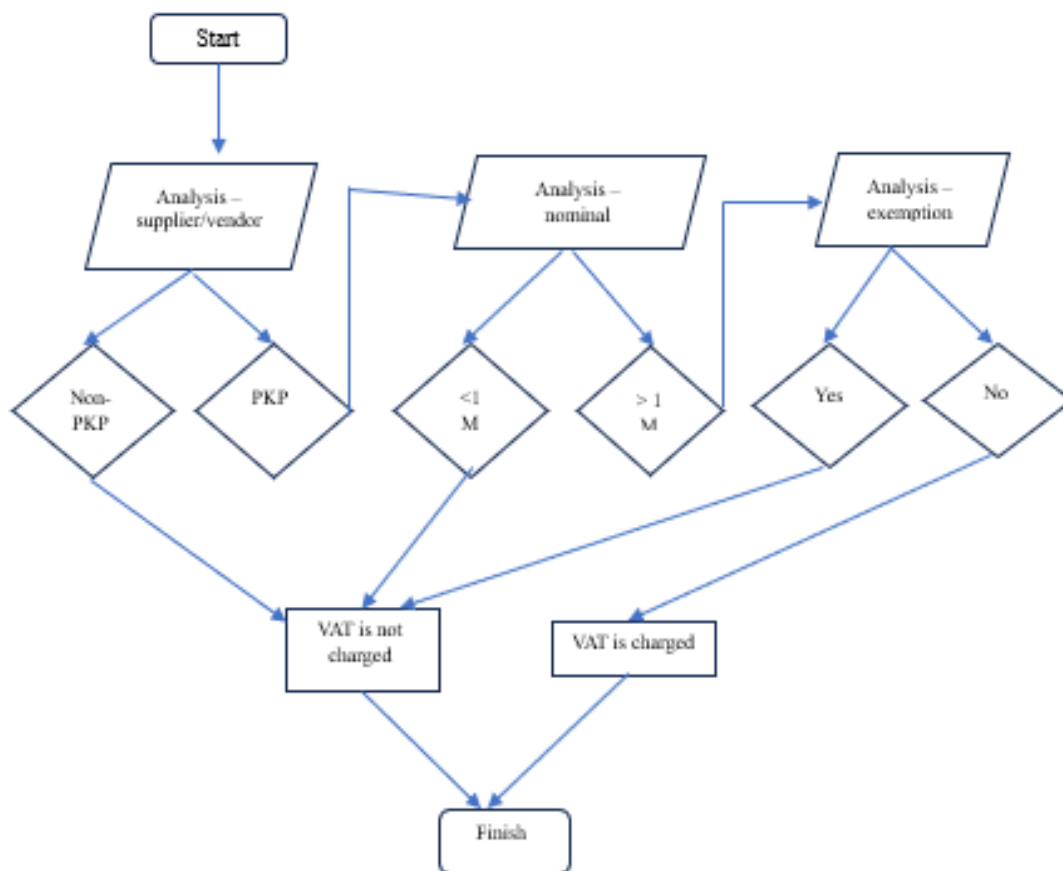 Start
Analysis –
supplier/vendor
Analysis –
nominal
Analysis –
exemption
Non-
PKP
PKP
<1
M
> 1
M
Yes
No
VAT is not
charged
VAT is charged
Finish